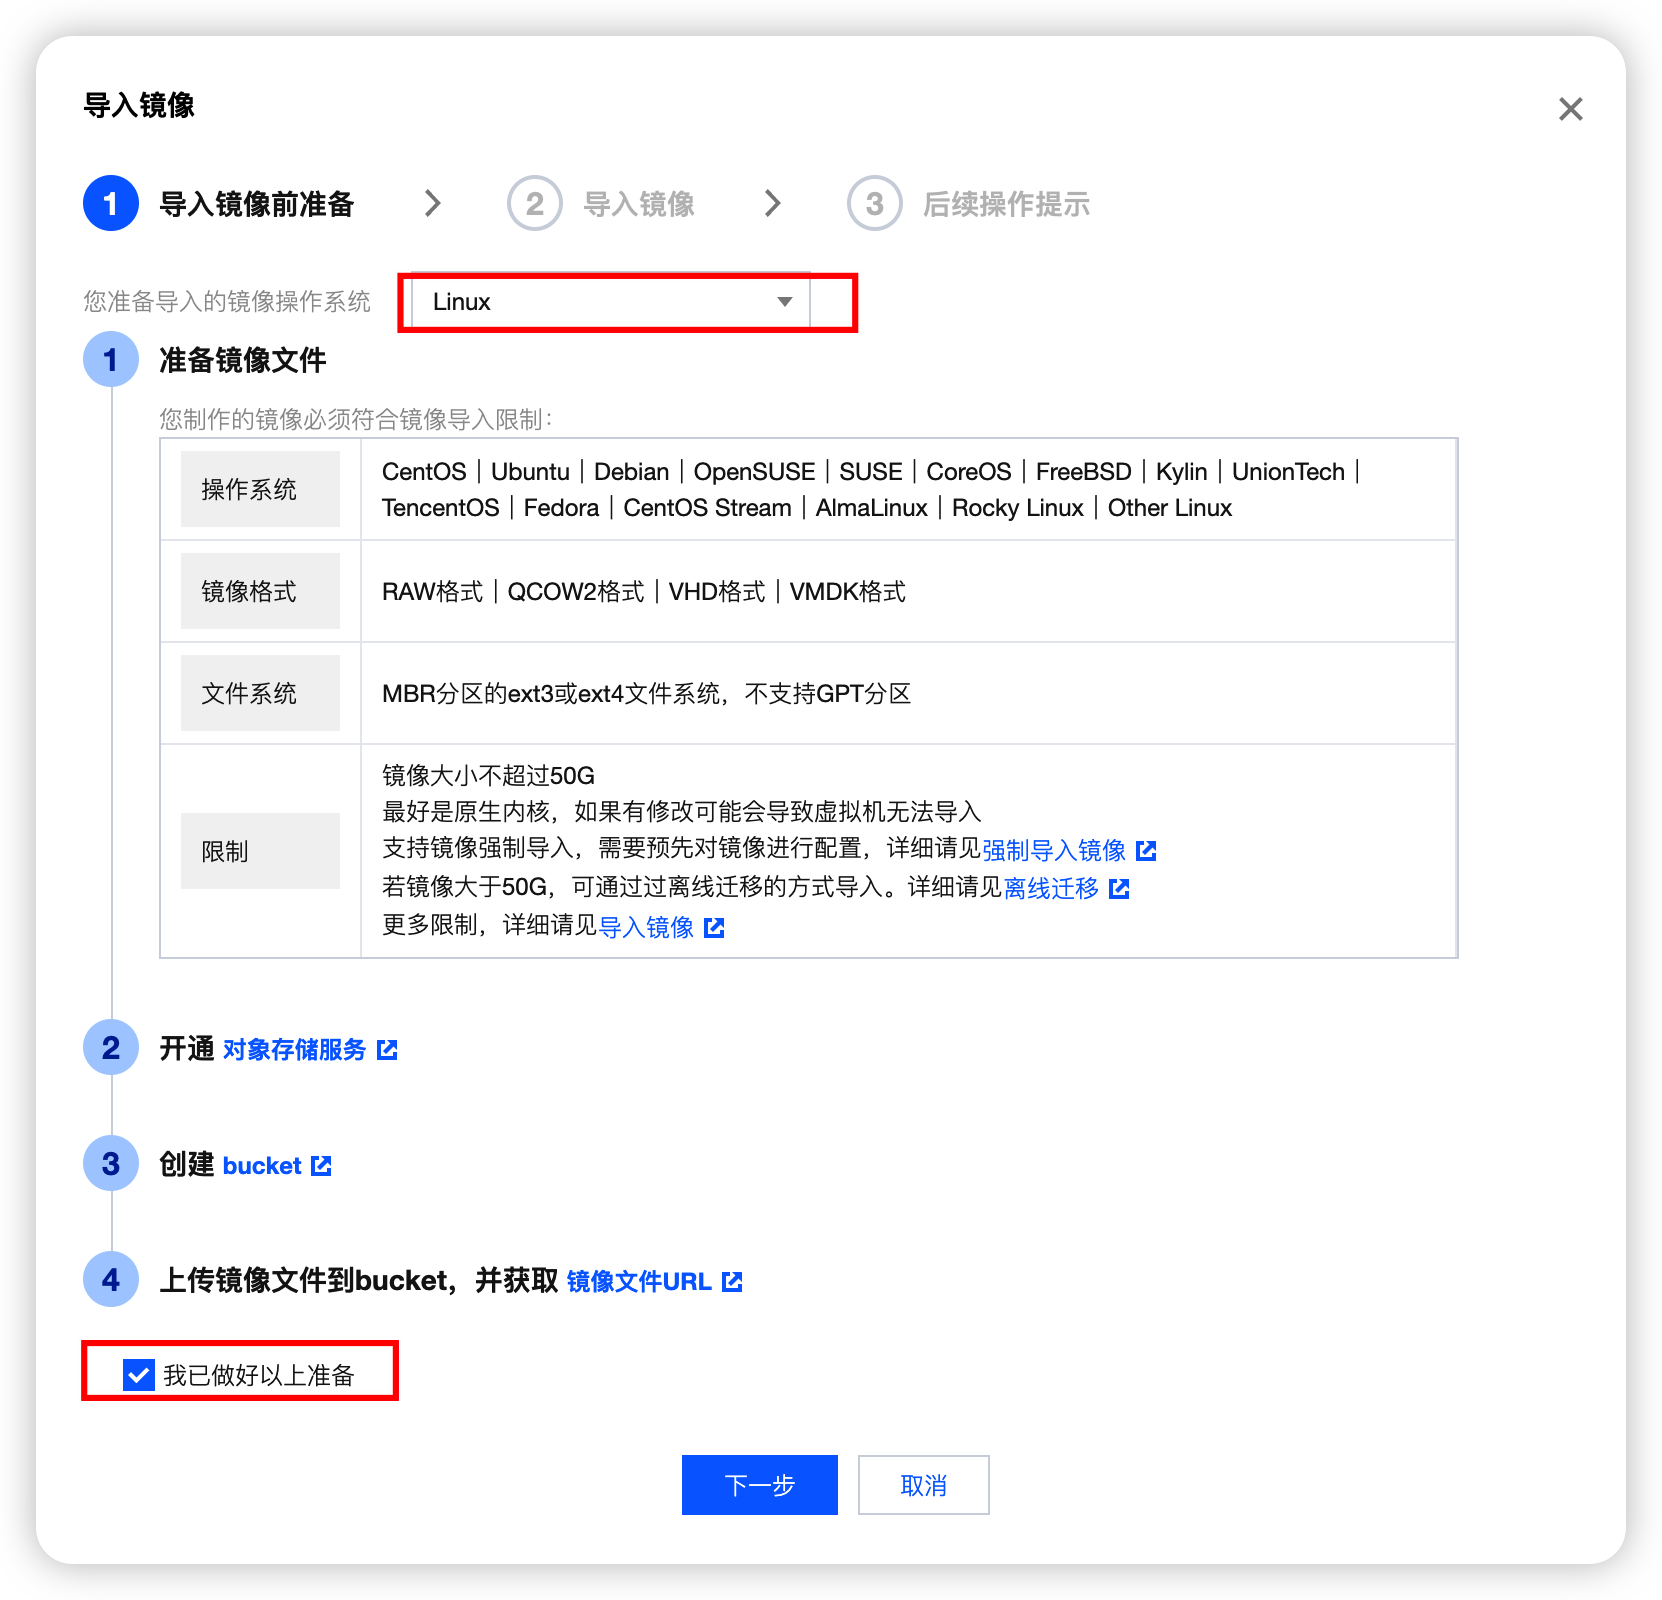 导入镜像
1 导入镜像前准备 2 导入镜像 3 后续操作提示
您准备导入的镜像操作系统 Linux
1 准备镜像文件
您制作的镜像必须符合镜像导入限制：
操作系统
CentOS｜Ubuntu｜Debian｜OpenSUSE｜SUSE｜CoreOS｜FreeBSD｜Kylin｜UnionTech｜
TencentOS｜Fedora｜CentOS Stream｜AlmaLinux｜Rocky Linux｜Other Linux
镜像格式
RAW格式｜QCOW2格式｜VHD格式｜VMDK格式
文件系统
MBR分区的ext3或ext4文件系统，不支持GPT分区
限制
镜像大小不超过50G
最好是原生内核，如果有修改可能会导致虚拟机无法导入
支持镜像强制导入，需要预先对镜像进行配置，详细请见强制导入镜像
若镜像大于50G，可通过过离线迁移的方式导入。详细请见离线迁移
更多限制，详细请见导入镜像
2 开通 对象存储服务
3 创建 bucket
4 上传镜像文件到bucket，并获取 镜像文件URL
我已做好以上准备
下一步 取消